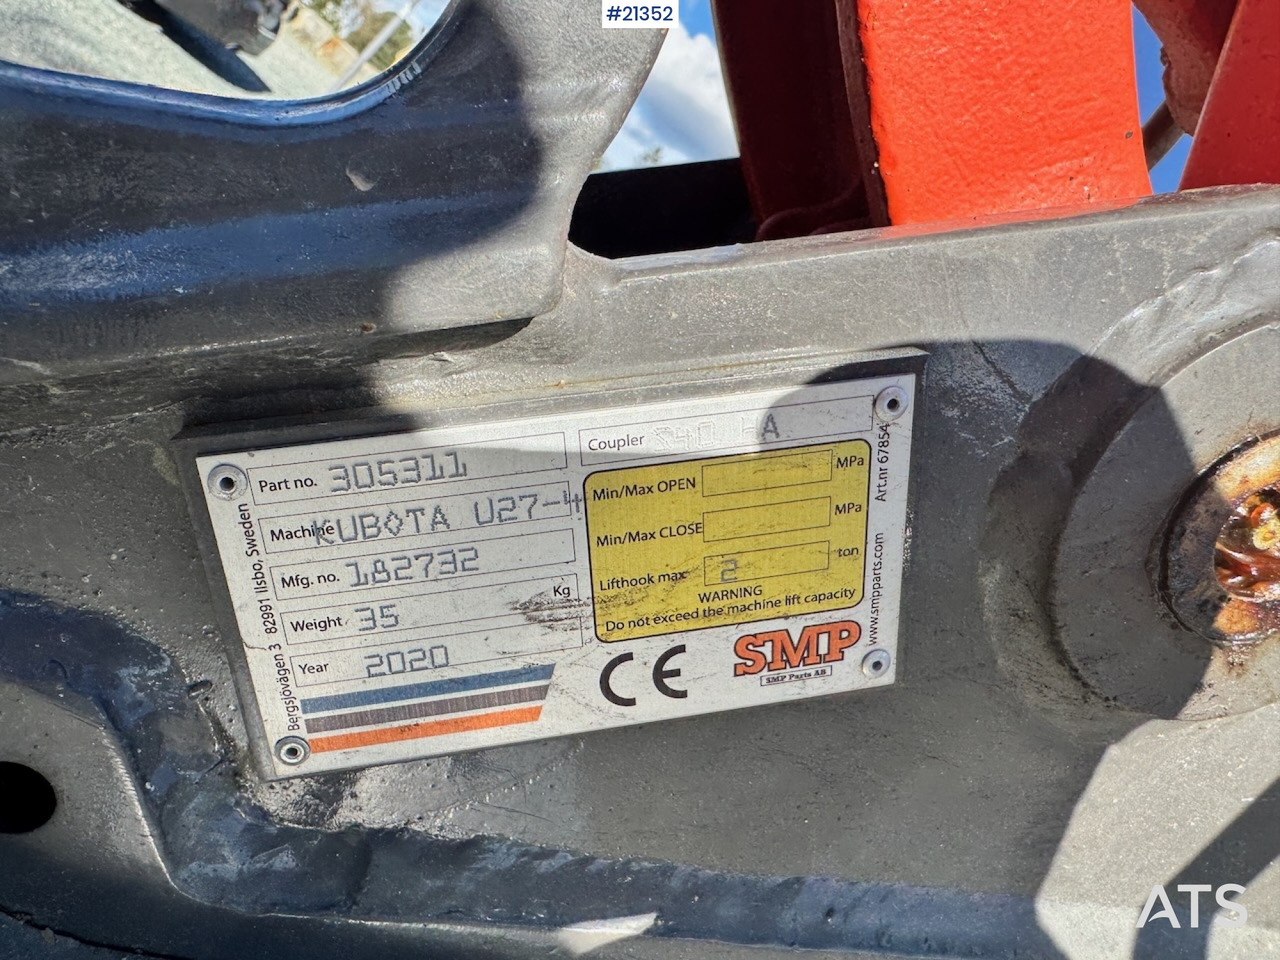 #21352
Part no. 305311
Machine KUBOTA U27-4
Mfg. no. 182732
Weight 35 Kg
Year 2020
Coupler S40 HA
Min/Max OPEN MPa
Min/Max CLOSE MPa
Lifthook max 2 ton
WARNING
Do not exceed the machine lift capacity
CE
SMP
SMP Parts AB
Bergsjövägen 3 82991 Ilsbo, Sweden
www.smpparts.com Art.nr 67854
ATS